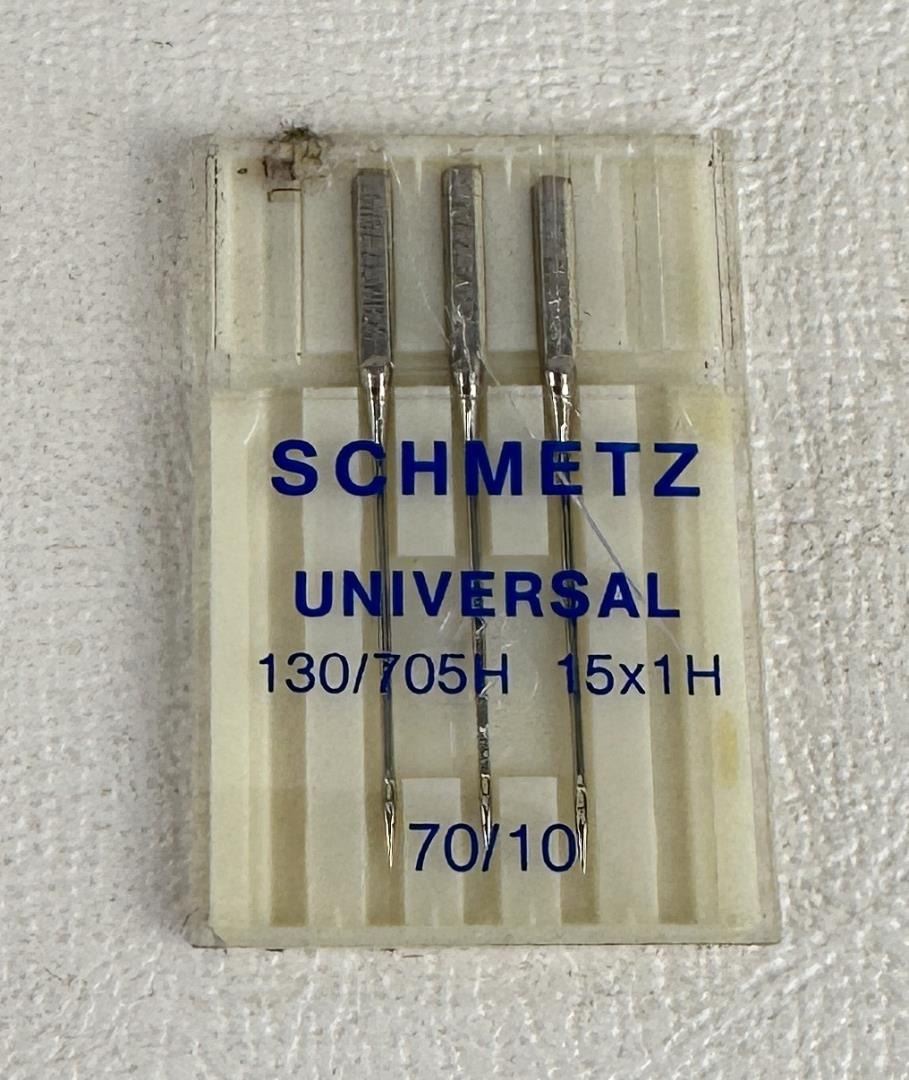 SCHMETZ
UNIVERSAL
130/705H 15x1H
70/10